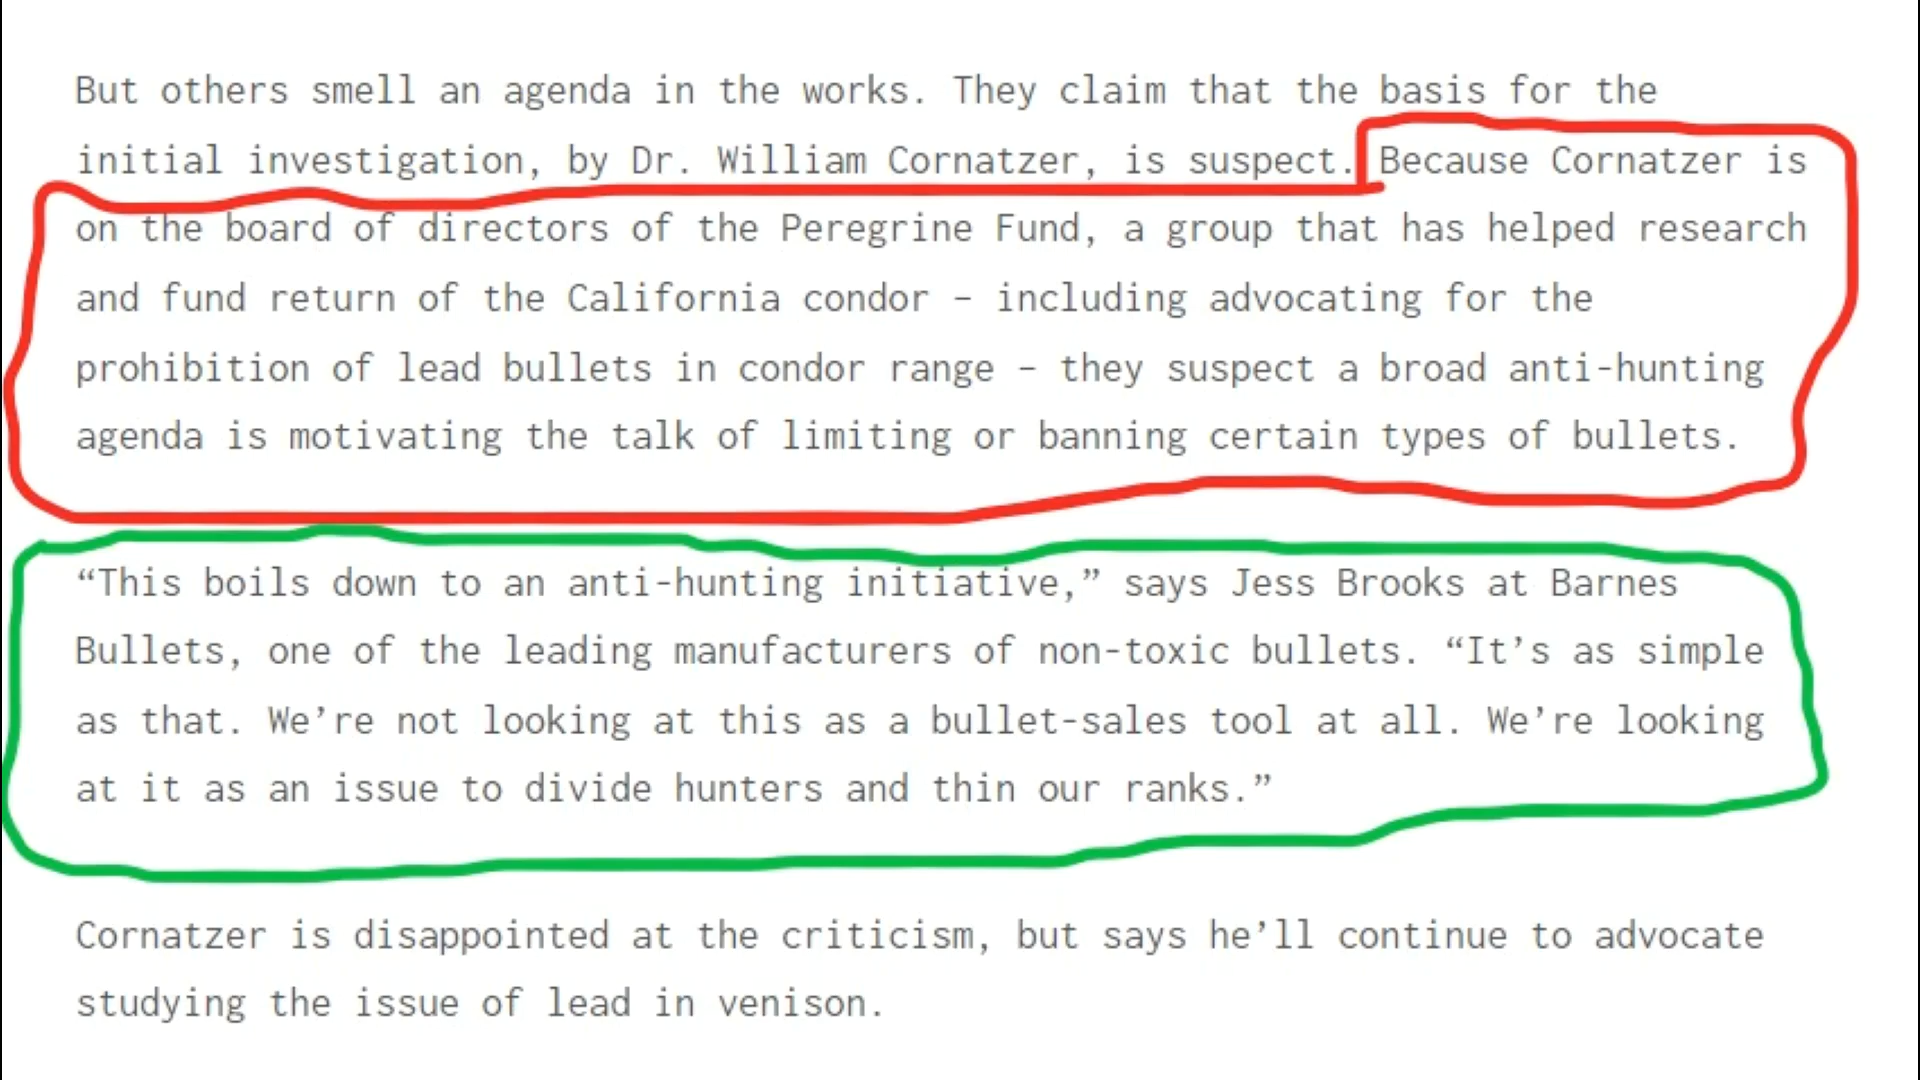 But others smell an agenda in the works. They claim that the basis for the
initial investigation, by Dr. William Cornatzer, is suspect. Because Cornatzer is
on the board of directors of the Peregrine Fund, a group that has helped research
and fund return of the California condor – including advocating for the
prohibition of lead bullets in condor range – they suspect a broad anti-hunting
agenda is motivating the talk of limiting or banning certain types of bullets.
“This boils down to an anti-hunting initiative,” says Jess Brooks at Barnes
Bullets, one of the leading manufacturers of non-toxic bullets. “It’s as simple
as that. We’re not looking at this as a bullet-sales tool at all. We’re looking
at it as an issue to divide hunters and thin our ranks.”
Cornatzer is disappointed at the criticism, but says he’ll continue to advocate
studying the issue of lead in venison.